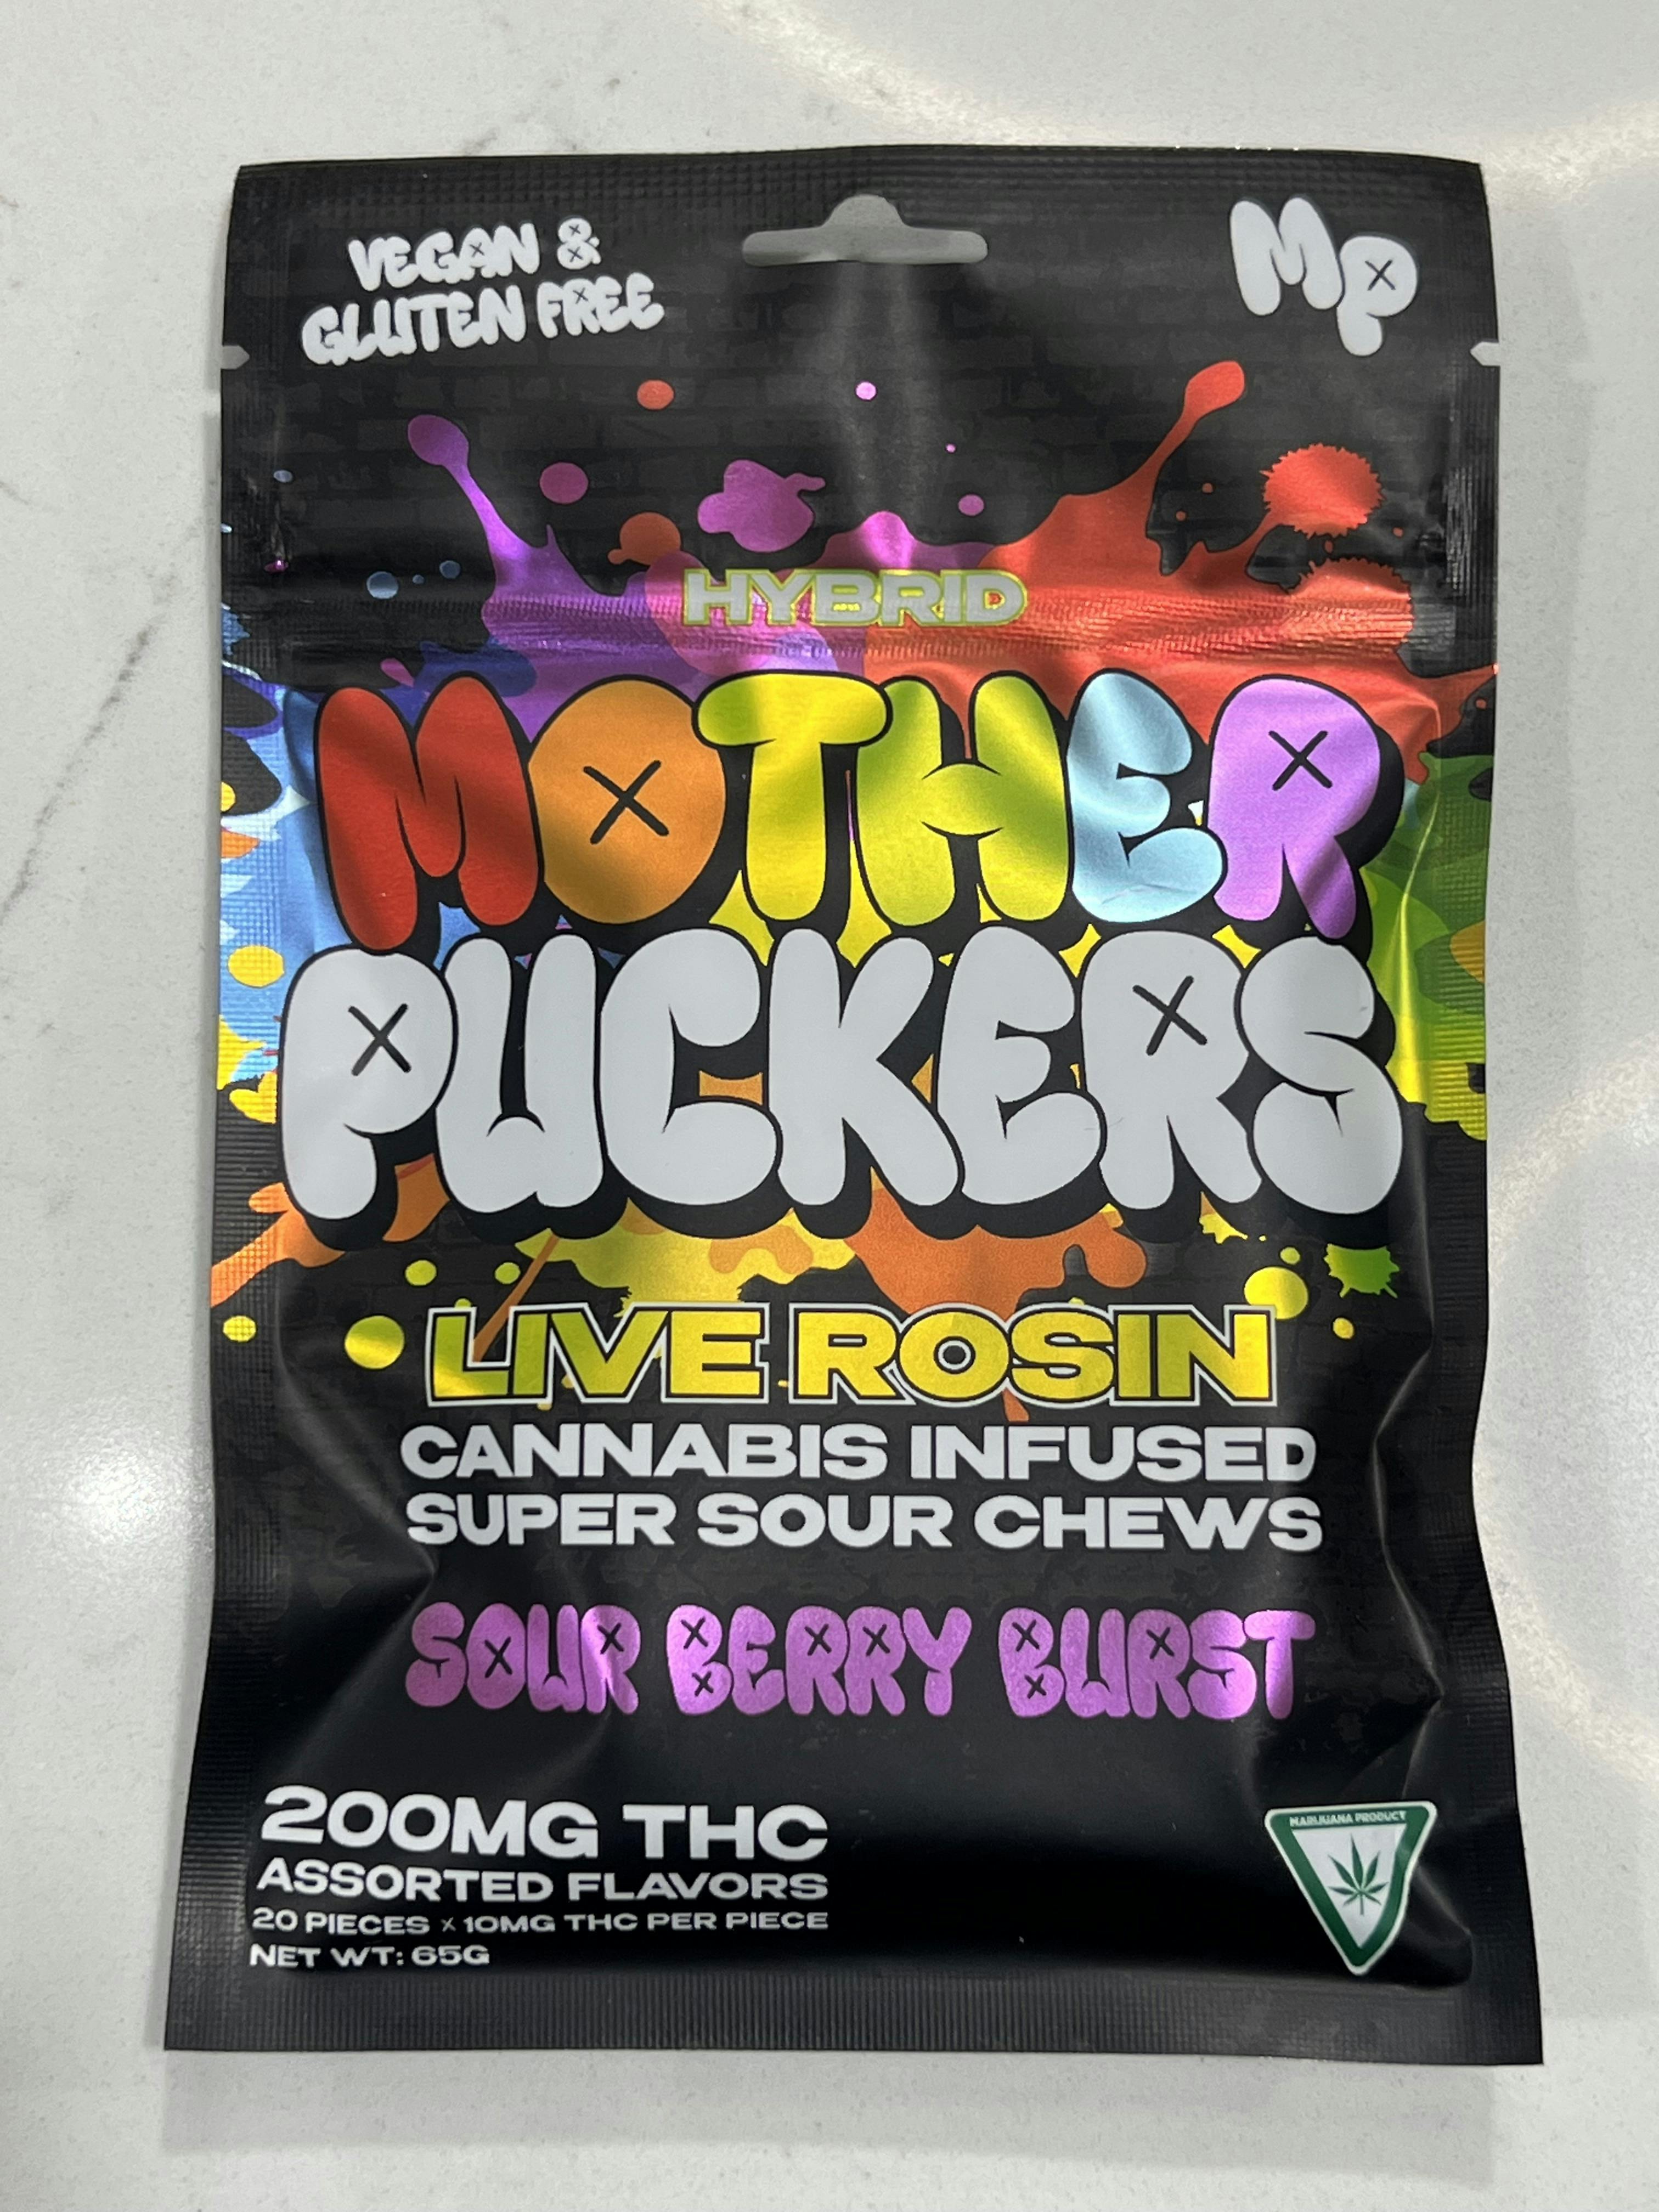 VEGAN &
GLUTEN FREE
MP
HYBRID
MOTHER
PUCKERS
LIVE ROSIN
CANNABIS INFUSED
SUPER SOUR CHEWS
SOUR BERRY BURST
200MG THC
ASSORTED FLAVORS
20 PIECES X 10MG THC PER PIECE
NET WT: 65G
MARIJUANA PRODUCT